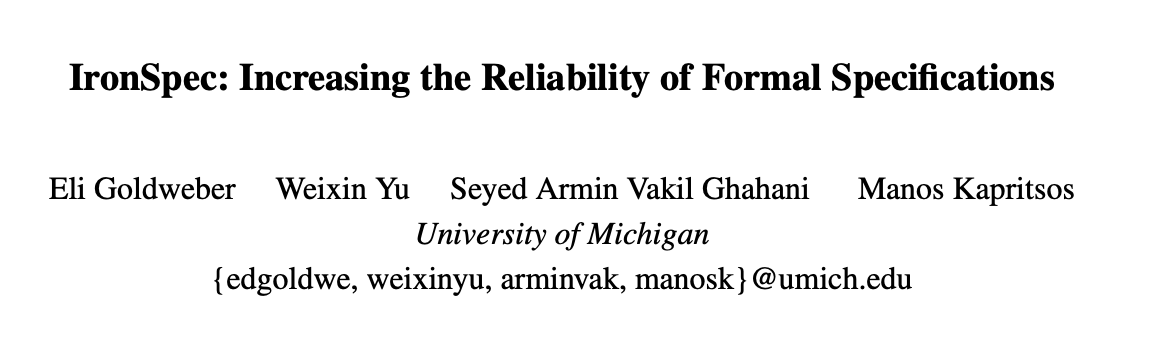 IronSpec: Increasing the Reliability of Formal Specifications
Eli Goldweber Weixin Yu Seyed Armin Vakil Ghahani Manos Kapritsos
University of Michigan
{edgoldwe, weixinyu, arminvak, manosk}@umich.edu